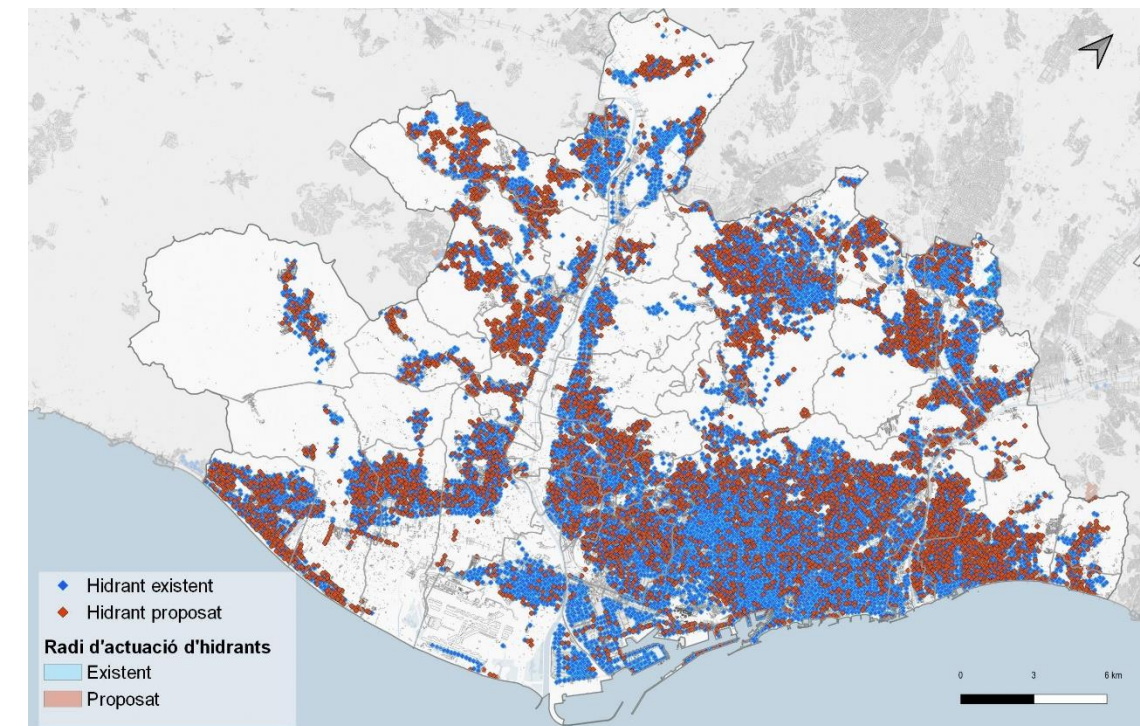 Hidrant existent
Hidrant proposat
Radi d'actuació d'hidrants
Existent
Proposat
0 3 6 km